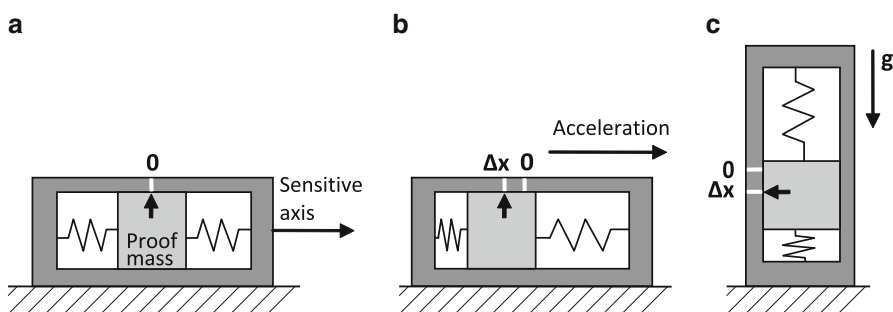 a
b
c
g
Acceleration
0
Δx 0
Sensitive
axis
Proof
mass
0
Δx